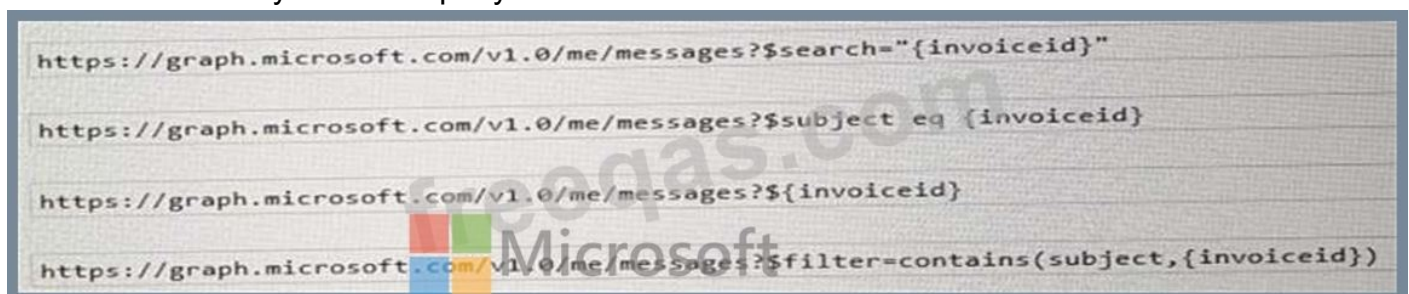 https://graph.microsoft.com/v1.0/me/messages?$search="{invoiceid}"
https://graph.microsoft.com/v1.0/me/messages?$subject eq {invoiceid}
freeqas.com
https://graph.microsoft.com/v1.0/me/messages?${invoiceid}
Microsoft
https://graph.microsoft.com/v1.0/me/messages?$filter=contains(subject,{invoiceid})